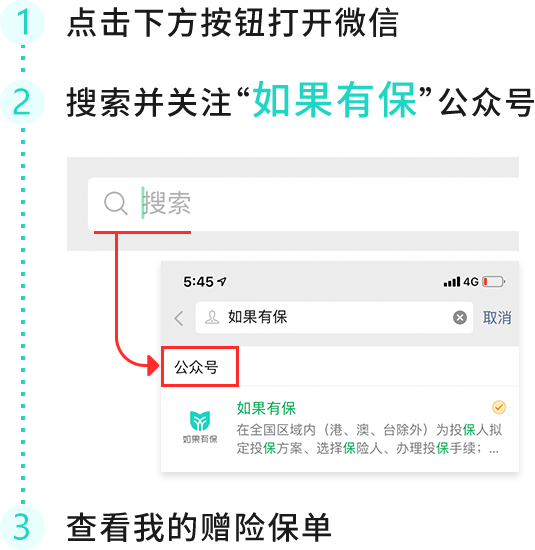 1 点击下方按钮打开微信
2 搜索并关注“如果有保”公众号
搜索
5:45 4G
如果有保 取消
公众号
如果有保
如果有保
在全国区域内（港、澳、台除外）为投保人拟
定投保方案、选择保险人、办理投保手续；...
3 查看我的赠险保单